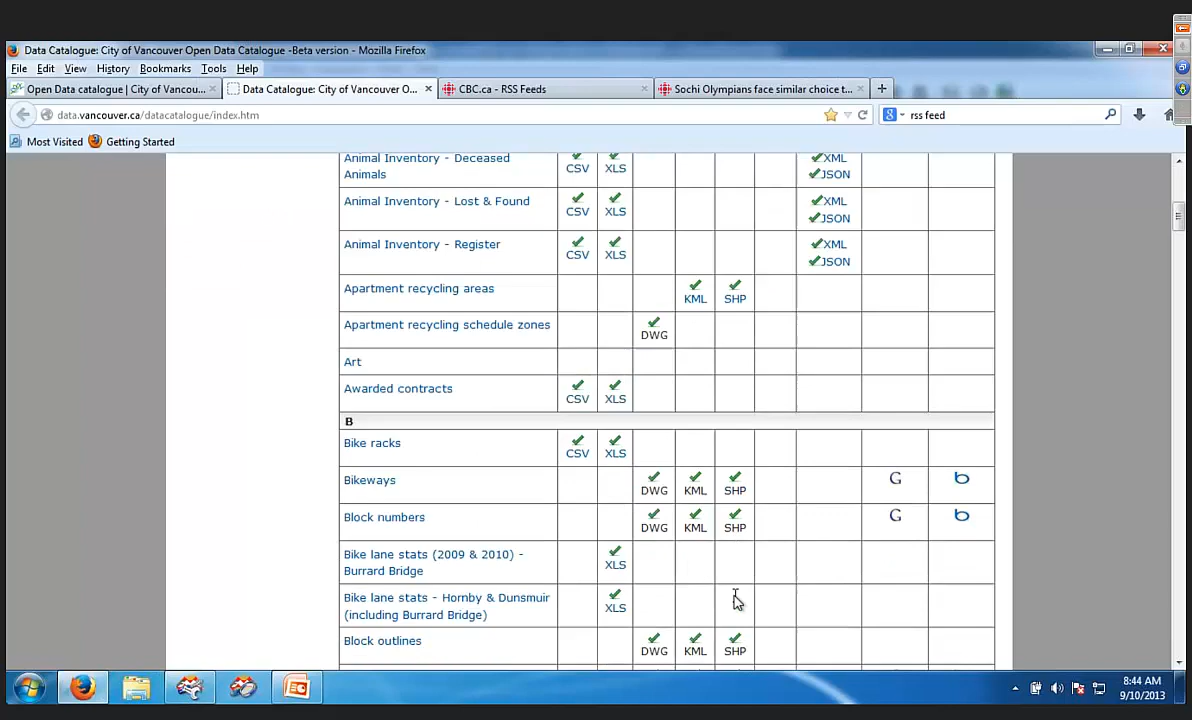 Data Catalogue: City of Vancouver Open Data Catalogue -Beta version - Mozilla Firefox
File Edit View History Bookmarks Tools Help
Open Data catalogue | City of Vancou... Data Catalogue: City of Vancouver O... CBC.ca - RSS Feeds Sochi Olympians face similar choice t...
data.vancouver.ca/datacatalogue/index.htm rss feed
Most Visited Getting Started
Animal Inventory - Deceased
Animals
CSV XLS XML
JSON
Animal Inventory - Lost & Found
CSV XLS XML
JSON
Animal Inventory - Register
CSV XLS XML
JSON
Apartment recycling areas
KML SHP
Apartment recycling schedule zones
DWG
Art
Awarded contracts
CSV XLS
B
Bike racks
CSV XLS
Bikeways G b
DWG KML SHP
Block numbers G b
DWG KML SHP
Bike lane stats (2009 & 2010) -
Burrard Bridge
XLS
Bike lane stats - Hornby & Dunsmuir
(including Burrard Bridge)
XLS
Block outlines
DWG KML SHP
8:44 AM
9/10/2013